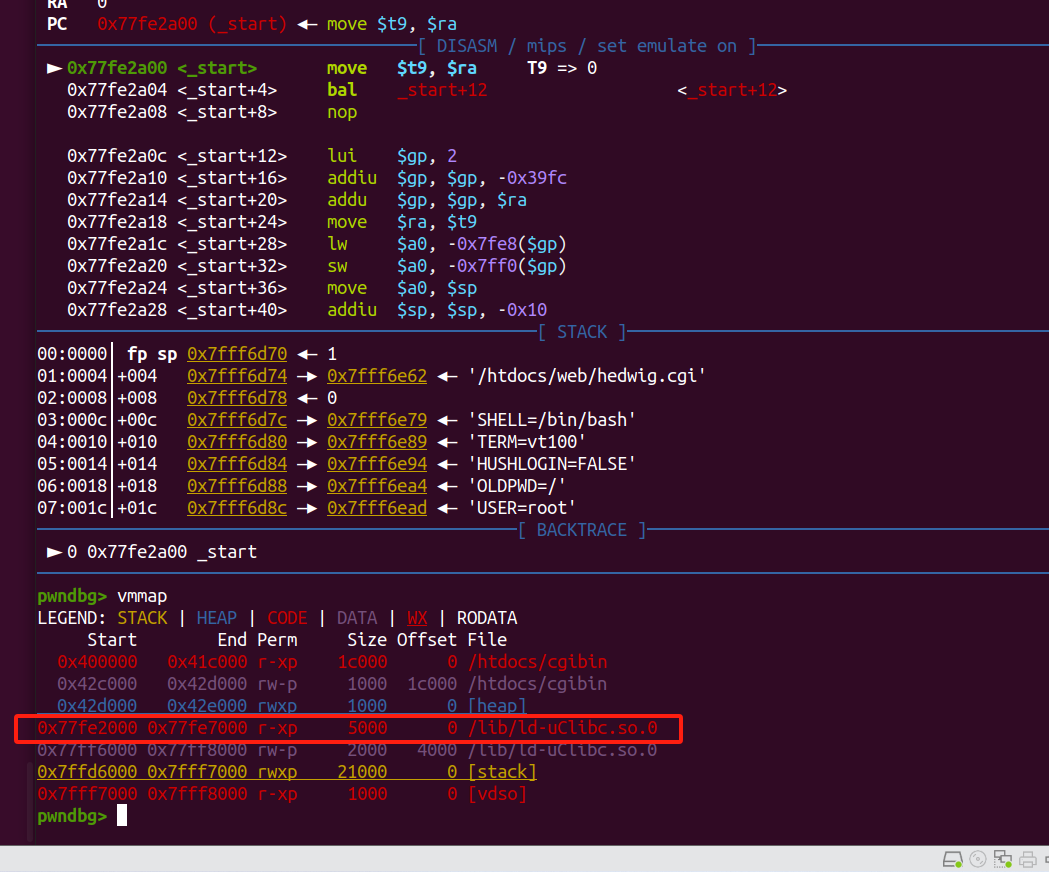 RA 0
PC 0x77fe2a00 (_start) ◂— move $t9, $ra
[ DISASM / mips / set emulate on ]
► 0x77fe2a00 <_start> move $t9, $ra T9 => 0
0x77fe2a04 <_start+4> bal _start+12 <_start+12>
0x77fe2a08 <_start+8> nop
0x77fe2a0c <_start+12> lui $gp, 2
0x77fe2a10 <_start+16> addiu $gp, $gp, -0x39fc
0x77fe2a14 <_start+20> addu $gp, $gp, $ra
0x77fe2a18 <_start+24> move $ra, $t9
0x77fe2a1c <_start+28> lw $a0, -0x7fe8($gp)
0x77fe2a20 <_start+32> sw $a0, -0x7ff0($gp)
0x77fe2a24 <_start+36> move $a0, $sp
0x77fe2a28 <_start+40> addiu $sp, $sp, -0x10
[ STACK ]
00:0000│ fp sp 0x7fff6d70 ◂— 1
01:0004│+004 0x7fff6d74 —▸ 0x7fff6e62 ◂— '/htdocs/web/hedwig.cgi'
02:0008│+008 0x7fff6d78 ◂— 0
03:000c│+00c 0x7fff6d7c —▸ 0x7fff6e79 ◂— 'SHELL=/bin/bash'
04:0010│+010 0x7fff6d80 —▸ 0x7fff6e89 ◂— 'TERM=vt100'
05:0014│+014 0x7fff6d84 —▸ 0x7fff6e94 ◂— 'HUSHLOGIN=FALSE'
06:0018│+018 0x7fff6d88 —▸ 0x7fff6ea4 ◂— 'OLDPWD=/'
07:001c│+01c 0x7fff6d8c —▸ 0x7fff6ead ◂— 'USER=root'
[ BACKTRACE ]
► 0 0x77fe2a00 _start
pwndbg> vmmap
LEGEND: STACK | HEAP | CODE | DATA | WX | RODATA
Start End Perm Size Offset File
0x400000 0x41c000 r-xp 1c000 0 /htdocs/cgibin
0x42c000 0x42d000 rw-p 1000 1c000 /htdocs/cgibin
0x42d000 0x42e000 rwxp 1000 0 [heap]
0x77fe2000 0x77fe7000 r-xp 5000 0 /lib/ld-uClibc.so.0
0x77ff6000 0x77ff8000 rw-p 2000 4000 /lib/ld-uClibc.so.0
0x7ffd6000 0x7fff7000 rwxp 21000 0 [stack]
0x7fff7000 0x7fff8000 r-xp 1000 0 [vdso]
pwndbg>